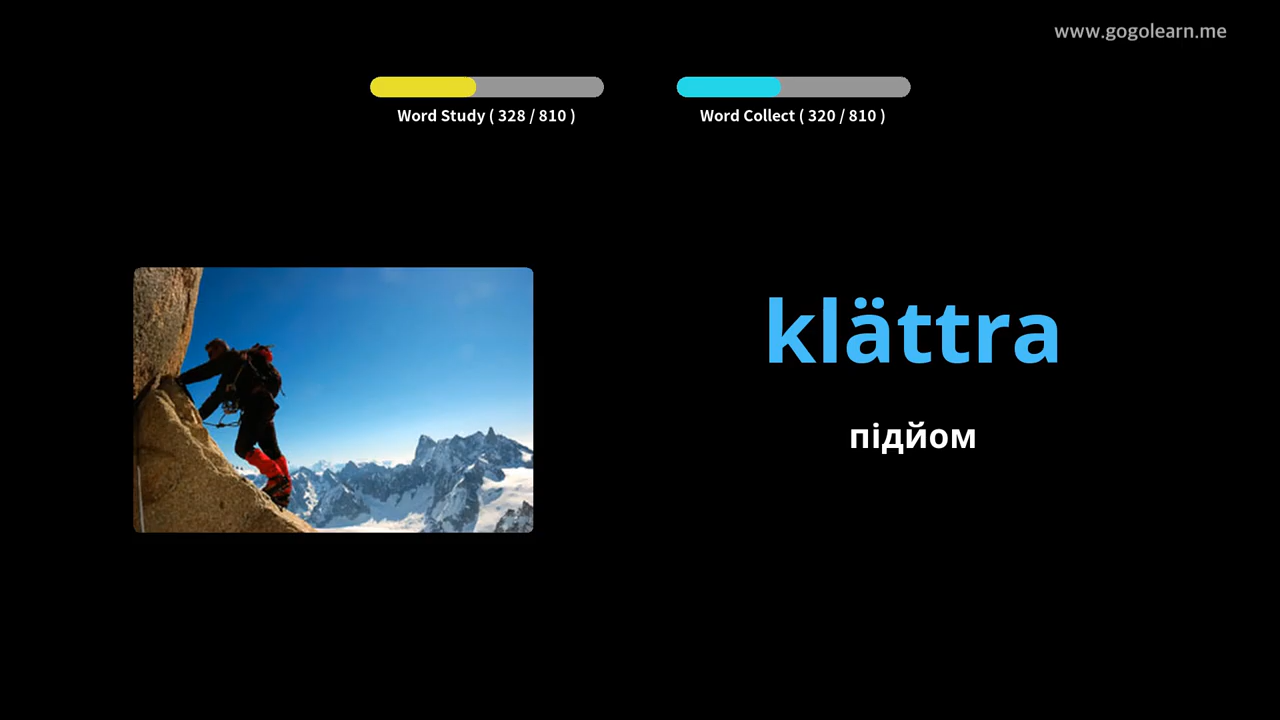 www.gogolearn.me
Word Study ( 328 / 810 )
Word Collect ( 320 / 810 )
klättra
підйом